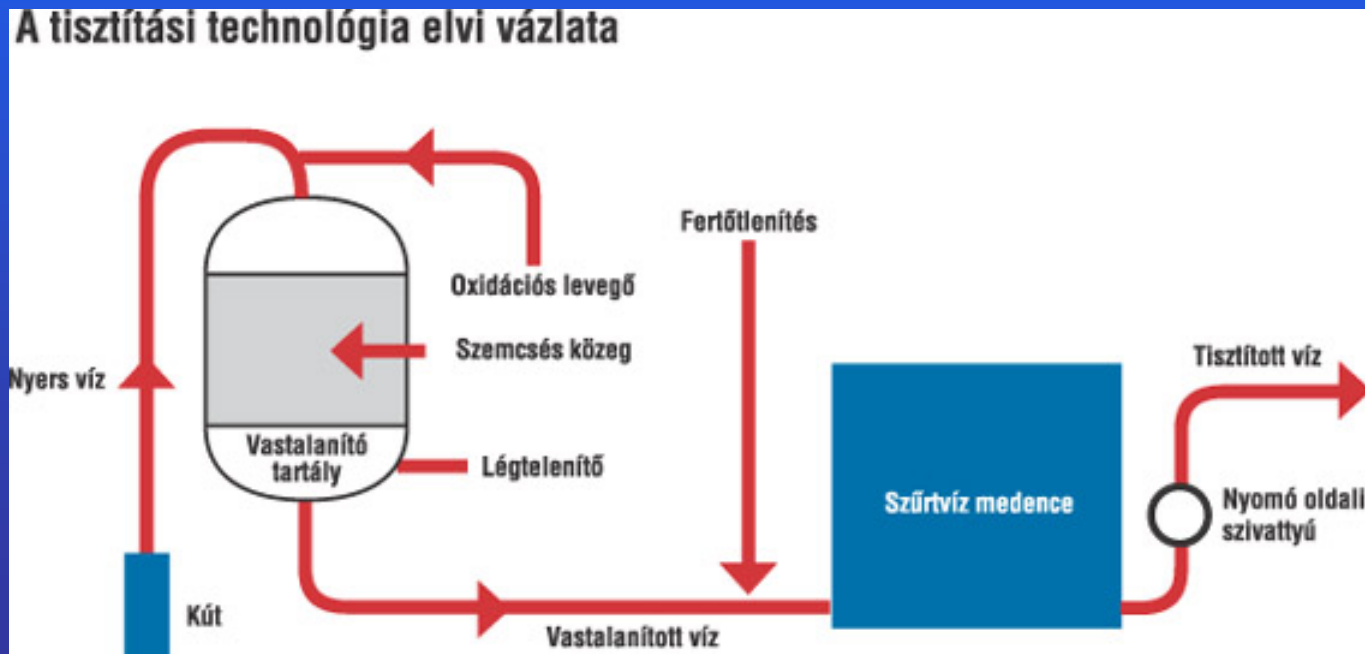 A tisztítási technológia elvi vázlata
Fertőtlenítés
Oxidációs levegő
Szemcsés közeg
Tisztított víz
Nyers víz
Vastalanító
tartály
Légtelenítő
Szűrtvíz medence
Nyomó oldali
szivattyú
Kút
Vastalanított víz